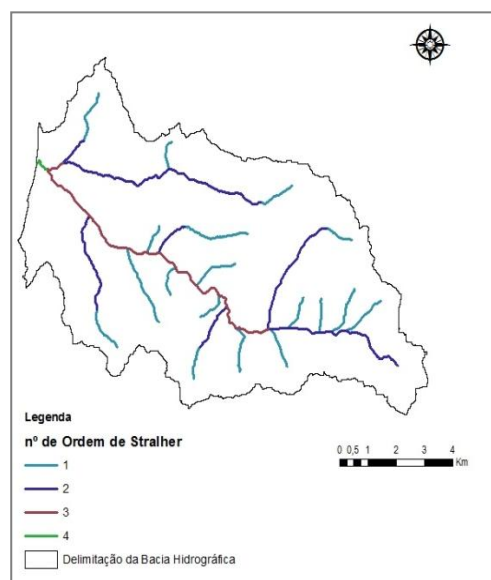 Legenda
nº de Ordem de Stralher
1
2
3
4
Delimitação da Bacia Hidrográfica
0 0,5 1 2 3 4
Km